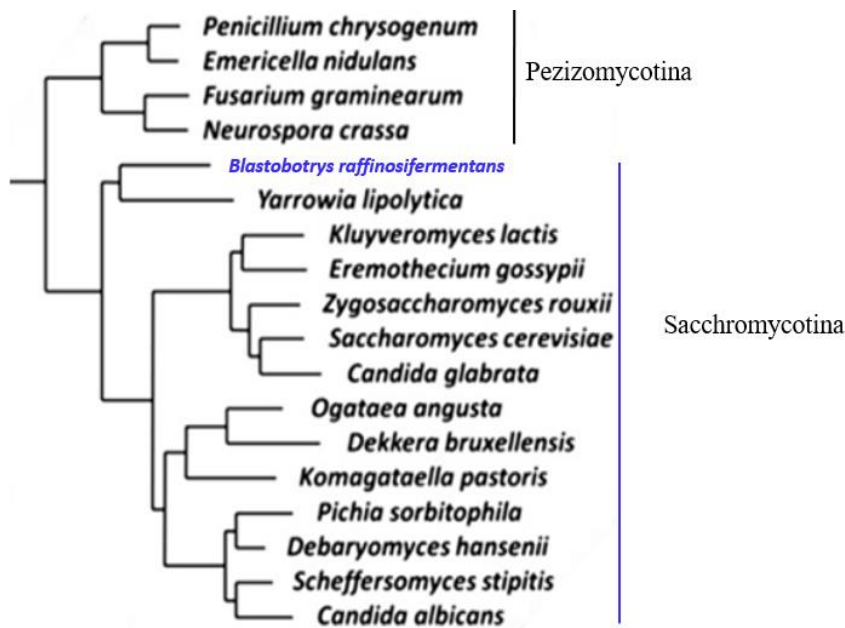 Penicillium chrysogenum
Emericella nidulans
Fusarium graminearum
Neurospora crassa
Pezizomycotina
Blastobotrys raffinosifermentans
Yarrowia lipolytica
Kluyveromyces lactis
Eremothecium gossypii
Zygosaccharomyces rouxii
Saccharomyces cerevisiae
Candida glabrata
Ogataea angusta
Dekkera bruxellensis
Komagataella pastoris
Pichia sorbitophila
Debaryomyces hansenii
Scheffersomyces stipitis
Candida albicans
Sacchromycotina